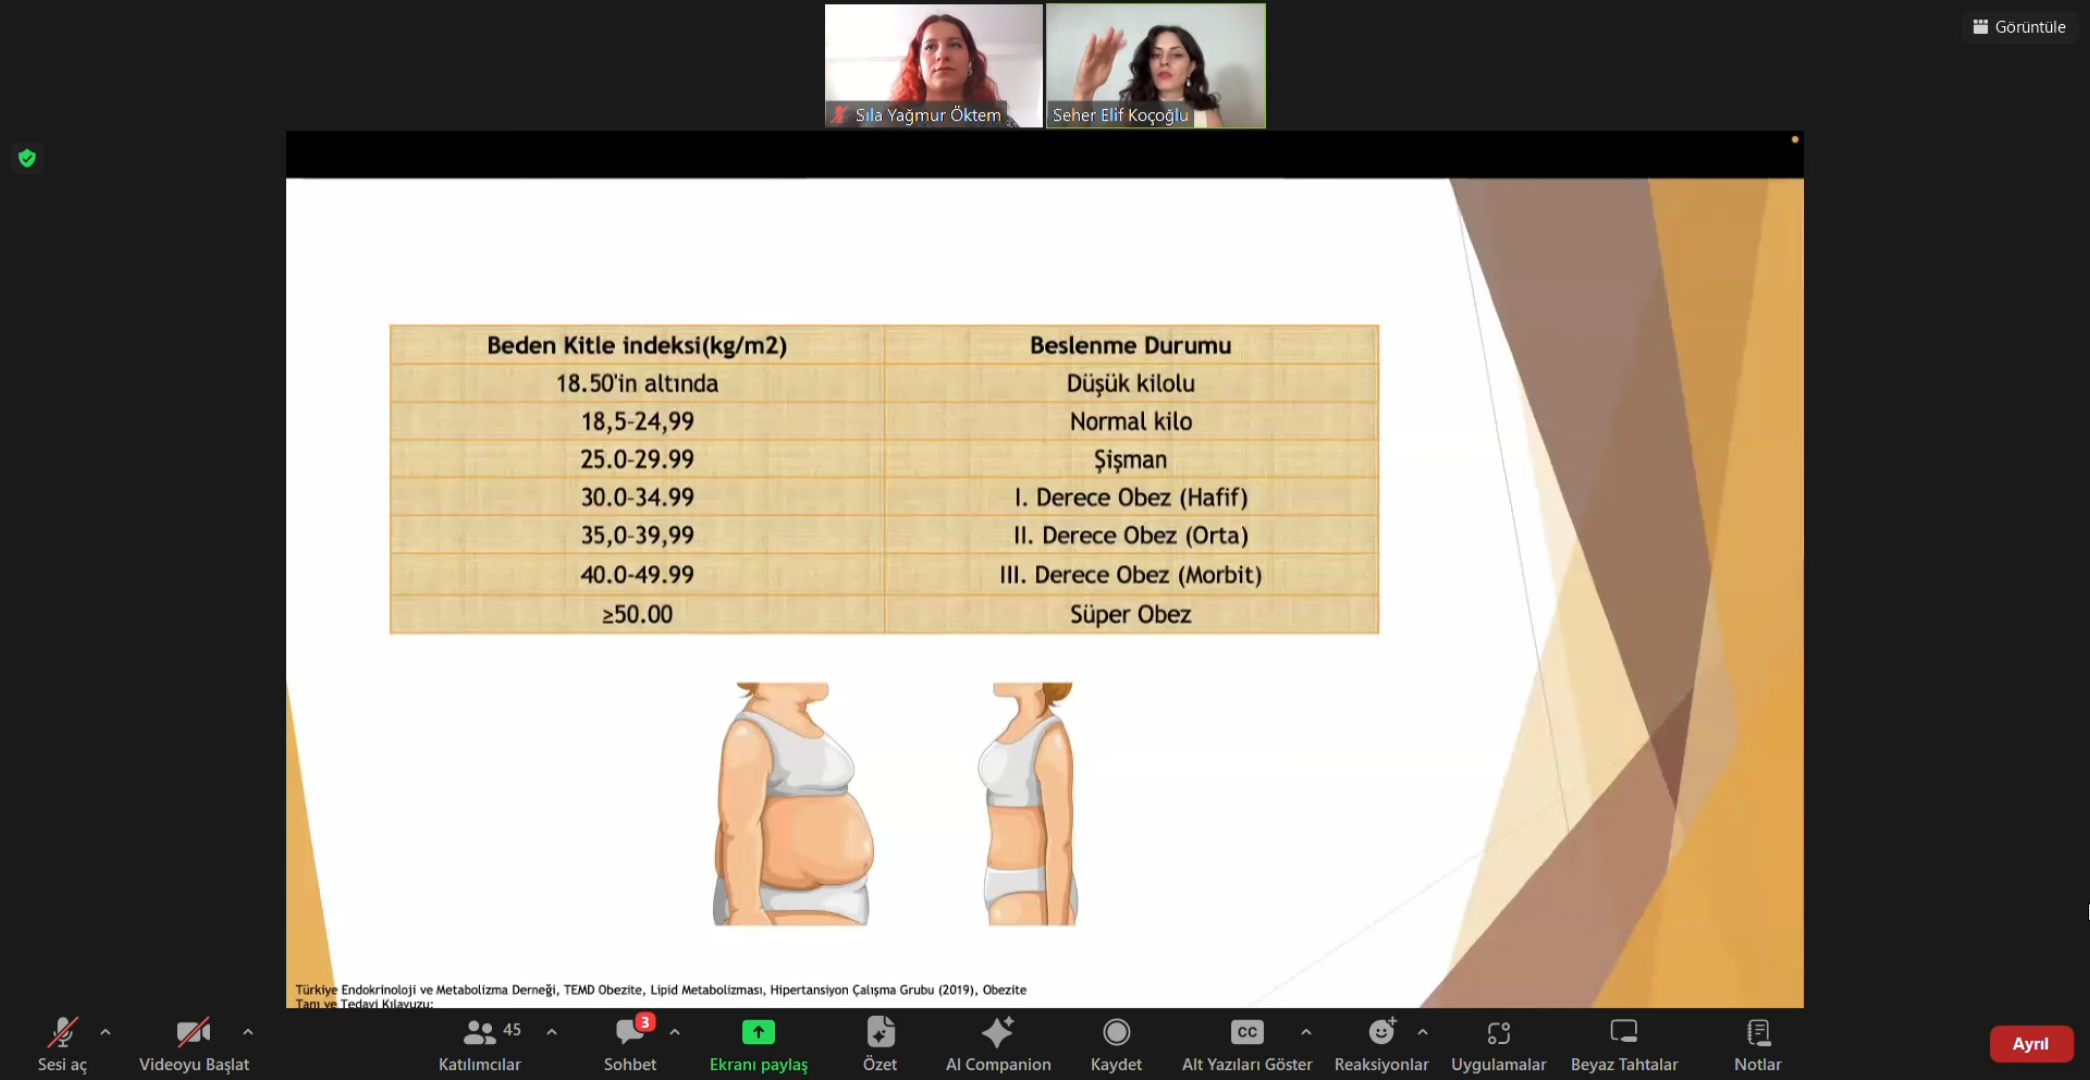 Görüntüle
Sıla Yağmur Öktem
Seher Elif Koçoğlu
Beden Kitle indeksi(kg/m2) Beslenme Durumu
18.50'in altında Düşük kilolu
18,5-24,99 Normal kilo
25.0-29.99 Şişman
30.0-34.99 I. Derece Obez (Hafif)
35,0-39,99 II. Derece Obez (Orta)
40.0-49.99 III. Derece Obez (Morbit)
≥50.00 Süper Obez
Türkiye Endokrinoloji ve Metabolizma Derneği, TEMD Obezite, Lipid Metabolizması, Hipertansiyon Çalışma Grubu (2019), Obezite
Tanı ve Tedavi Kılavuzu:
Sesi aç
Videoyu Başlat
45
Katılımcılar
3
Sohbet
Ekranı paylaş
Özet
AI Companion
Kaydet
CC
Alt Yazıları Göster
Reaksiyonlar
Uygulamalar
Beyaz Tahtalar
Notlar
Ayrıl